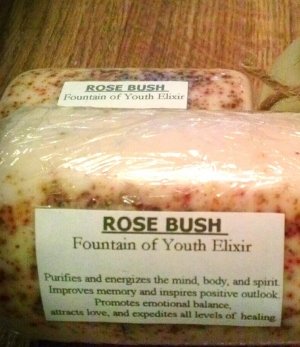 ROSE BUSH
Fountain of Youth Elixir
ROSE BUSH
Fountain of Youth Elixir
Purifies and energizes the mind, body, and spirit.
Improves memory and inspires positive outlook.
Promotes emotional balance,
attracts love, and expedites all levels of healing.